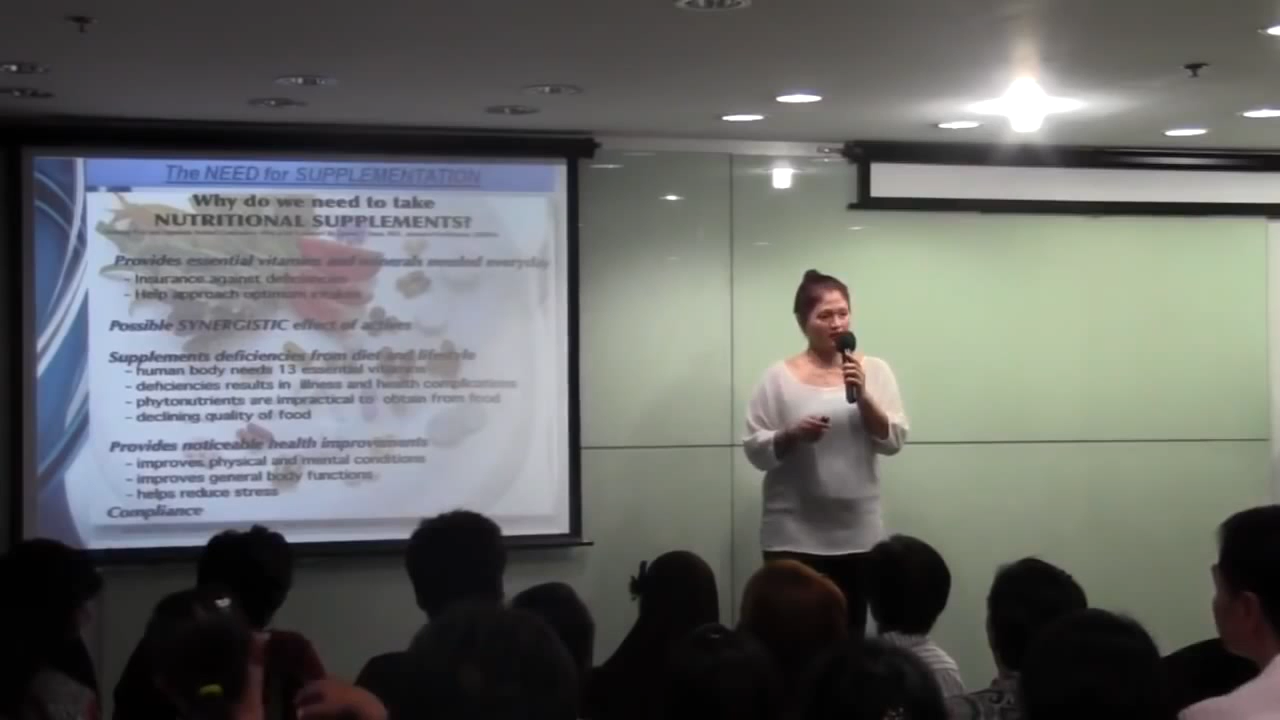 The NEED for SUPPLEMENTATION
Why do we need to take
NUTRITIONAL SUPPLEMENTS?
Provides essential vitamins and minerals needed everyday
- Insurance against deficiencies
- Help approach optimum intakes
Possible SYNERGISTIC effect of actives
Supplements deficiencies from diet and lifestyle
- human body needs 13 essential vitamins
- deficiencies results in illness and health complications
- phytonutrients are impractical to obtain from food
- declining quality of food
Provides noticeable health improvements
- improves physical and mental conditions
- improves general body functions
- helps reduce stress
Compliance